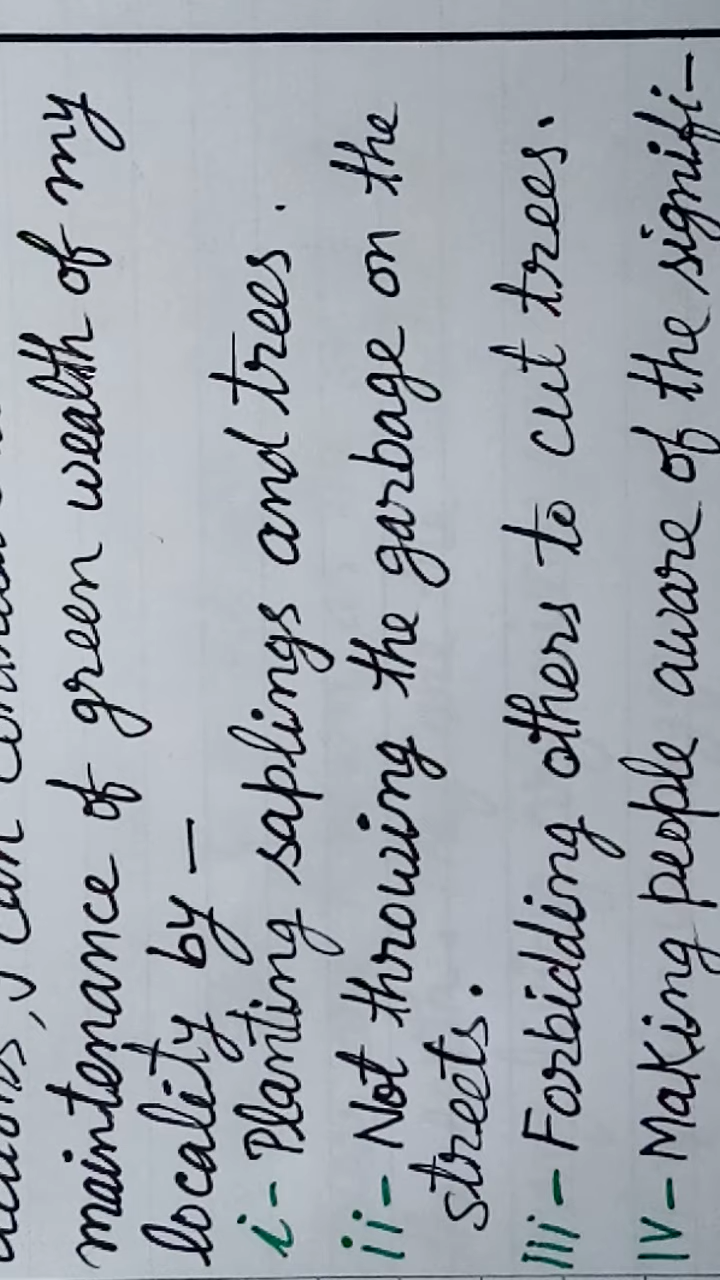 I can
maintenance of green wealth of my
locality by –
i- Planting saplings and trees.
ii- Not throwing the garbage on the
streets.
iii- Forbidding others to cut trees.
iv- Making people aware of the signifi-